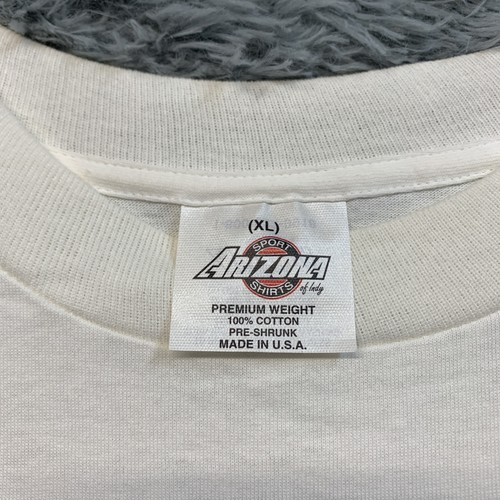 (XL)
SPORT
ARIZONA
SHIRTS
of Indy
PREMIUM WEIGHT
100% COTTON
PRE-SHRUNK
MADE IN U.S.A.